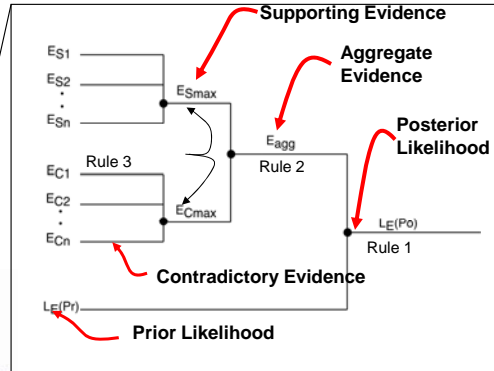 Supporting Evidence
ES1
ES2
ESn
ESmax
Aggregate
Evidence
Posterior
Likelihood
Eagg
Rule 2
Rule 3
EC1
EC2
ECn
ECmax
LE(Po)
Rule 1
Contradictory Evidence
LE(Pr)
Prior Likelihood